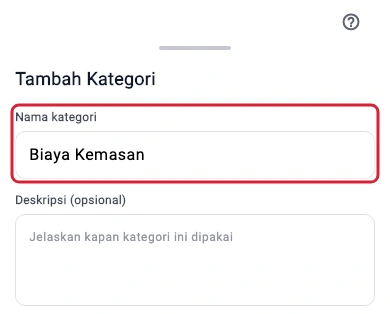 Tambah Kategori
Nama kategori
Biaya Kemasan
Deskripsi (opsional)
Jelaskan kapan kategori ini dipakai